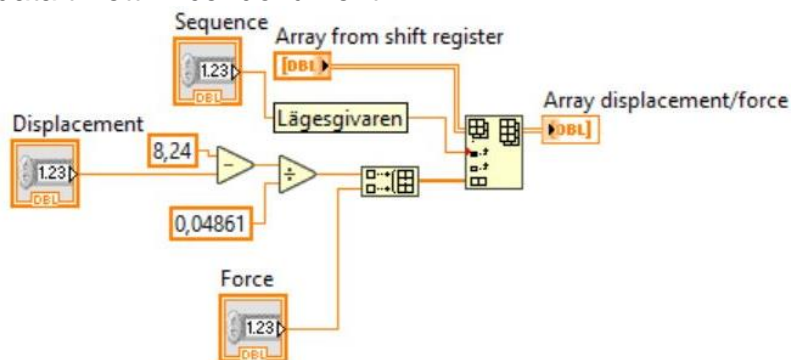 Sequence
Array from shift register
1.23
DBL
[DBL]
Lägesgivaren
Array displacement/force
DBL]
Displacement
1.23
DBL
8,24
−
÷
0,04861
Force
1.23
DBL